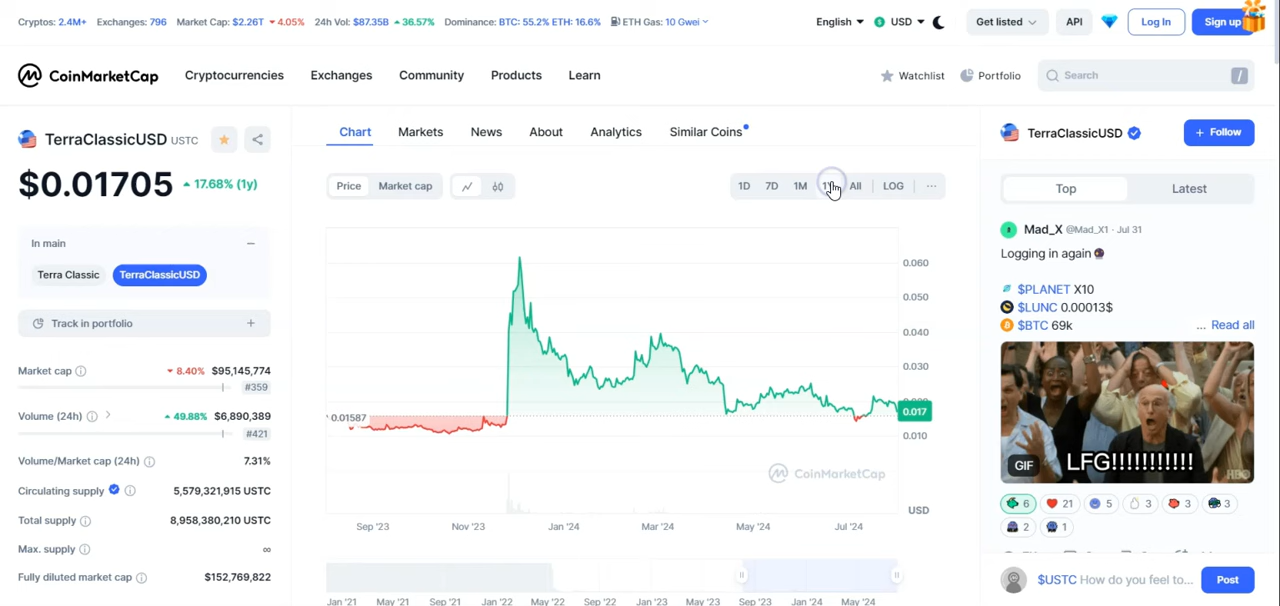 Cryptos: 2.4M+ Exchanges: 796 Market Cap: $2.26T 4.05% 24h Vol: $87.35B 36.57% Dominance: BTC: 55.2% ETH: 16.6% ETH Gas: 10 Gwei English USD Get listed API Log In Sign up
CoinMarketCap Cryptocurrencies Exchanges Community Products Learn Watchlist Portfolio Search /
TerraClassicUSD USTC
$0.01705 17.68% (1y)
In main
Terra Classic TerraClassicUSD
Track in portfolio +
Market cap 8.40% $95,145,774
#359
Volume (24h) 49.88% $6,890,389
#421
Volume/Market cap (24h) 7.31%
Circulating supply 5,579,321,915 USTC
Total supply 8,958,380,210 USTC
Max. supply ∞
Fully diluted market cap $152,769,822
Chart Markets News About Analytics Similar Coins
Price Market cap 1D 7D 1M All LOG ...
0.060
0.050
0.040
0.030
0.017
0.01587
0.010
CoinMarketCap
USD
Sep '23 Nov '23 Jan '24 Mar '24 May '24 Jul '24
Jan '21 May '21 Sep '21 Jan '22 May '22 Sep '22 Jan '23 May '23 Sep '23 Jan '24 May '24
TerraClassicUSD + Follow
Top Latest
Mad_X @Mad_X1 · Jul 31
Logging in again
$PLANET X10
$LUNC 0.00013$
$BTC 69k ... Read all
GIF LFG!!!!!!!!!!!
HBO
6 21 5 3 3 3
2 1
$USTC How do you feel to... Post